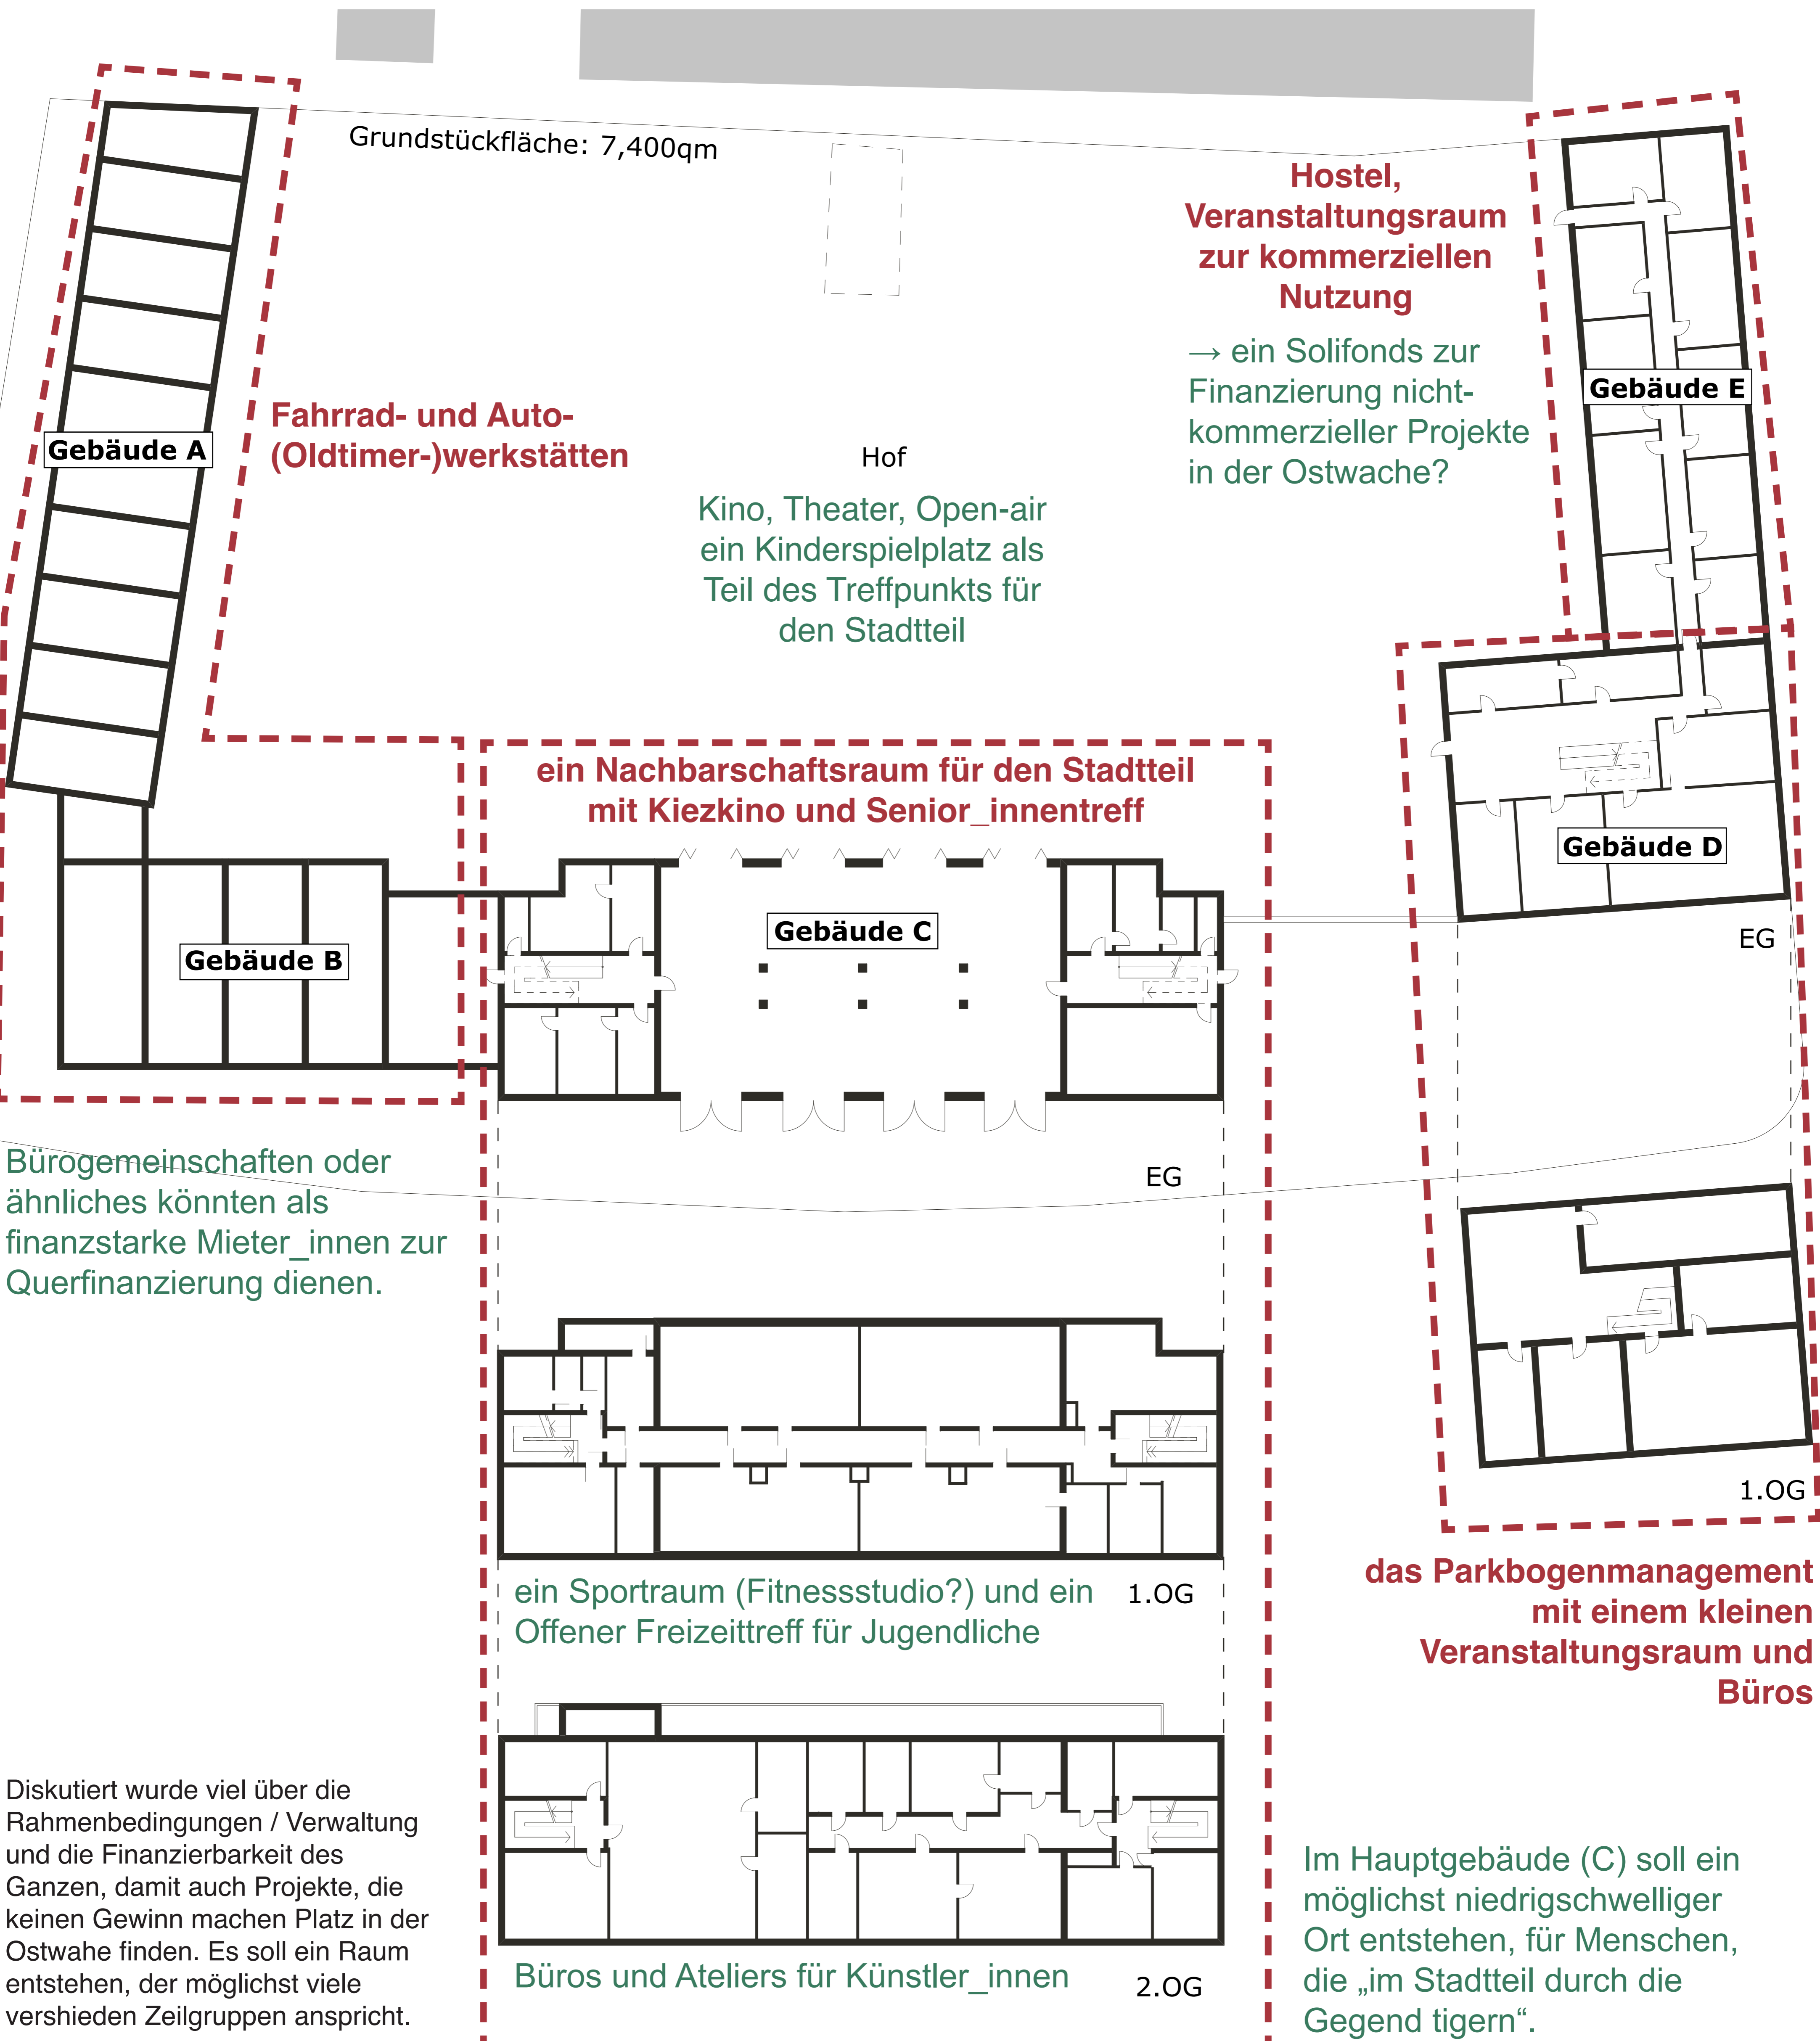 Grundstückfläche: 7,400qm
Hostel,
Veranstaltungsraum
zur kommerziellen
Nutzung
→ ein Solifonds zur
Finanzierung nicht-
kommerzieller Projekte
in der Ostwache?
Gebäude E
Gebäude A
Fahrrad- und Auto-
(Oldtimer-)werkstätten
Hof
Kino, Theater, Open-air
ein Kinderspielplatz als
Teil des Treffpunkts für
den Stadtteil
ein Nachbarschaftsraum für den Stadtteil
mit Kiezkino und Senior_innentreff
Gebäude D
Gebäude C
Gebäude B
EG
Bürogemeinschaften oder
ähnliches könnten als
finanzstarke Mieter_innen zur
Querfinanzierung dienen.
EG
1.OG
ein Sportraum (Fitnessstudio?) und ein
Offener Freizeittreff für Jugendliche
1.OG
das Parkbogenmanagement
mit einem kleinen
Veranstaltungsraum und
Büros
Diskutiert wurde viel über die
Rahmenbedingungen / Verwaltung
und die Finanzierbarkeit des
Ganzen, damit auch Projekte, die
keinen Gewinn machen Platz in der
Ostwahe finden. Es soll ein Raum
entstehen, der möglichst viele
vershieden Zeilgruppen anspricht.
Büros und Ateliers für Künstler_innen
2.OG
Im Hauptgebäude (C) soll ein
möglichst niedrigschwelliger
Ort entstehen, für Menschen,
die „im Stadtteil durch die
Gegend tigern“.